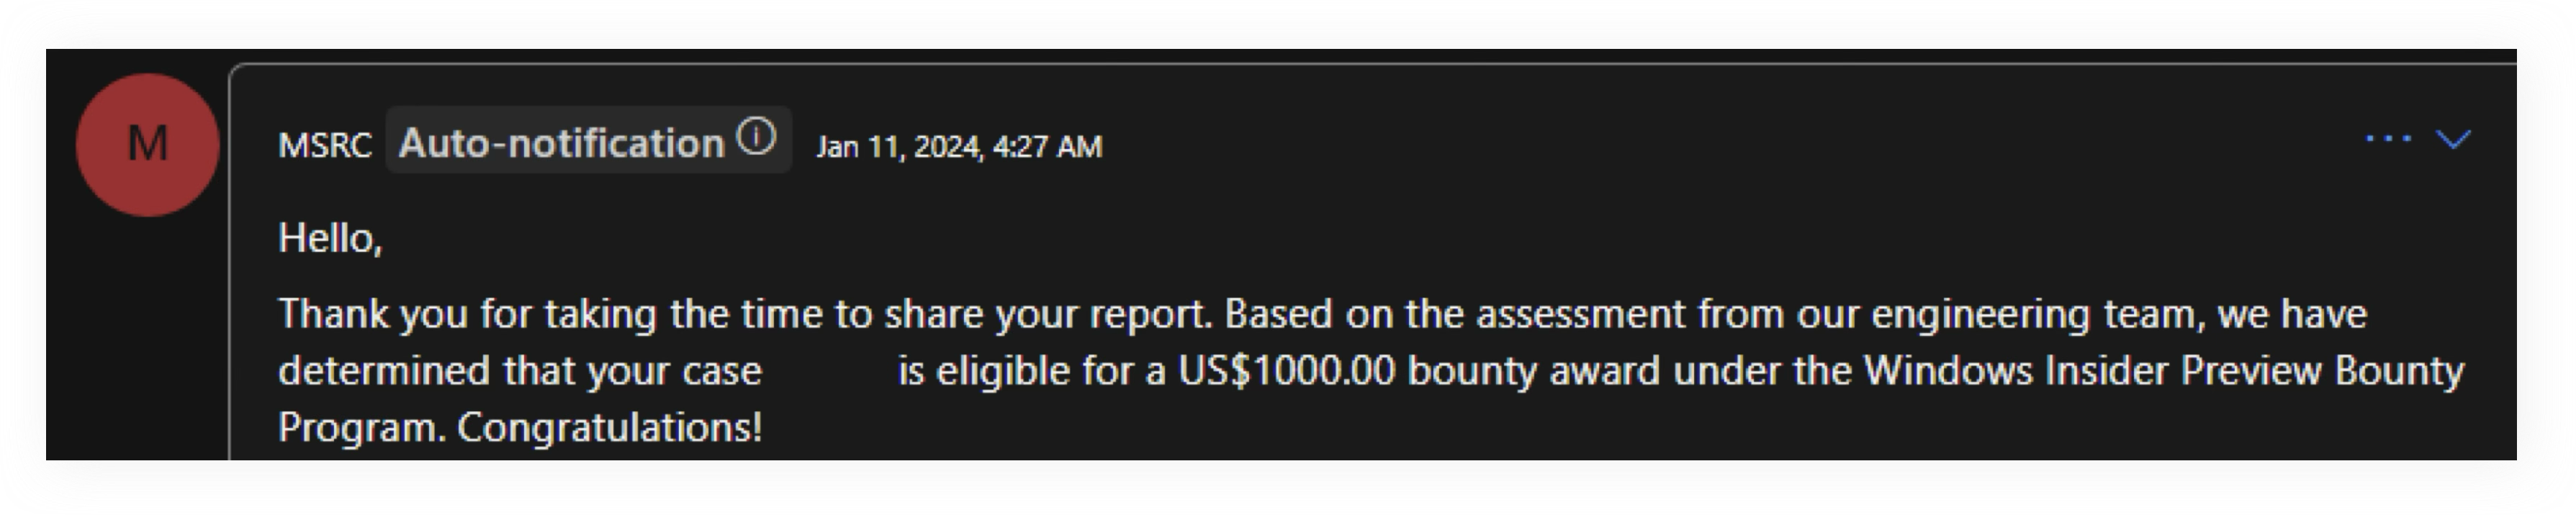 M
MSRC Auto-notification Jan 11, 2024, 4:27 AM
Hello,
Thank you for taking the time to share your report. Based on the assessment from our engineering team, we have
determined that your case is eligible for a US$1000.00 bounty award under the Windows Insider Preview Bounty
Program. Congratulations!